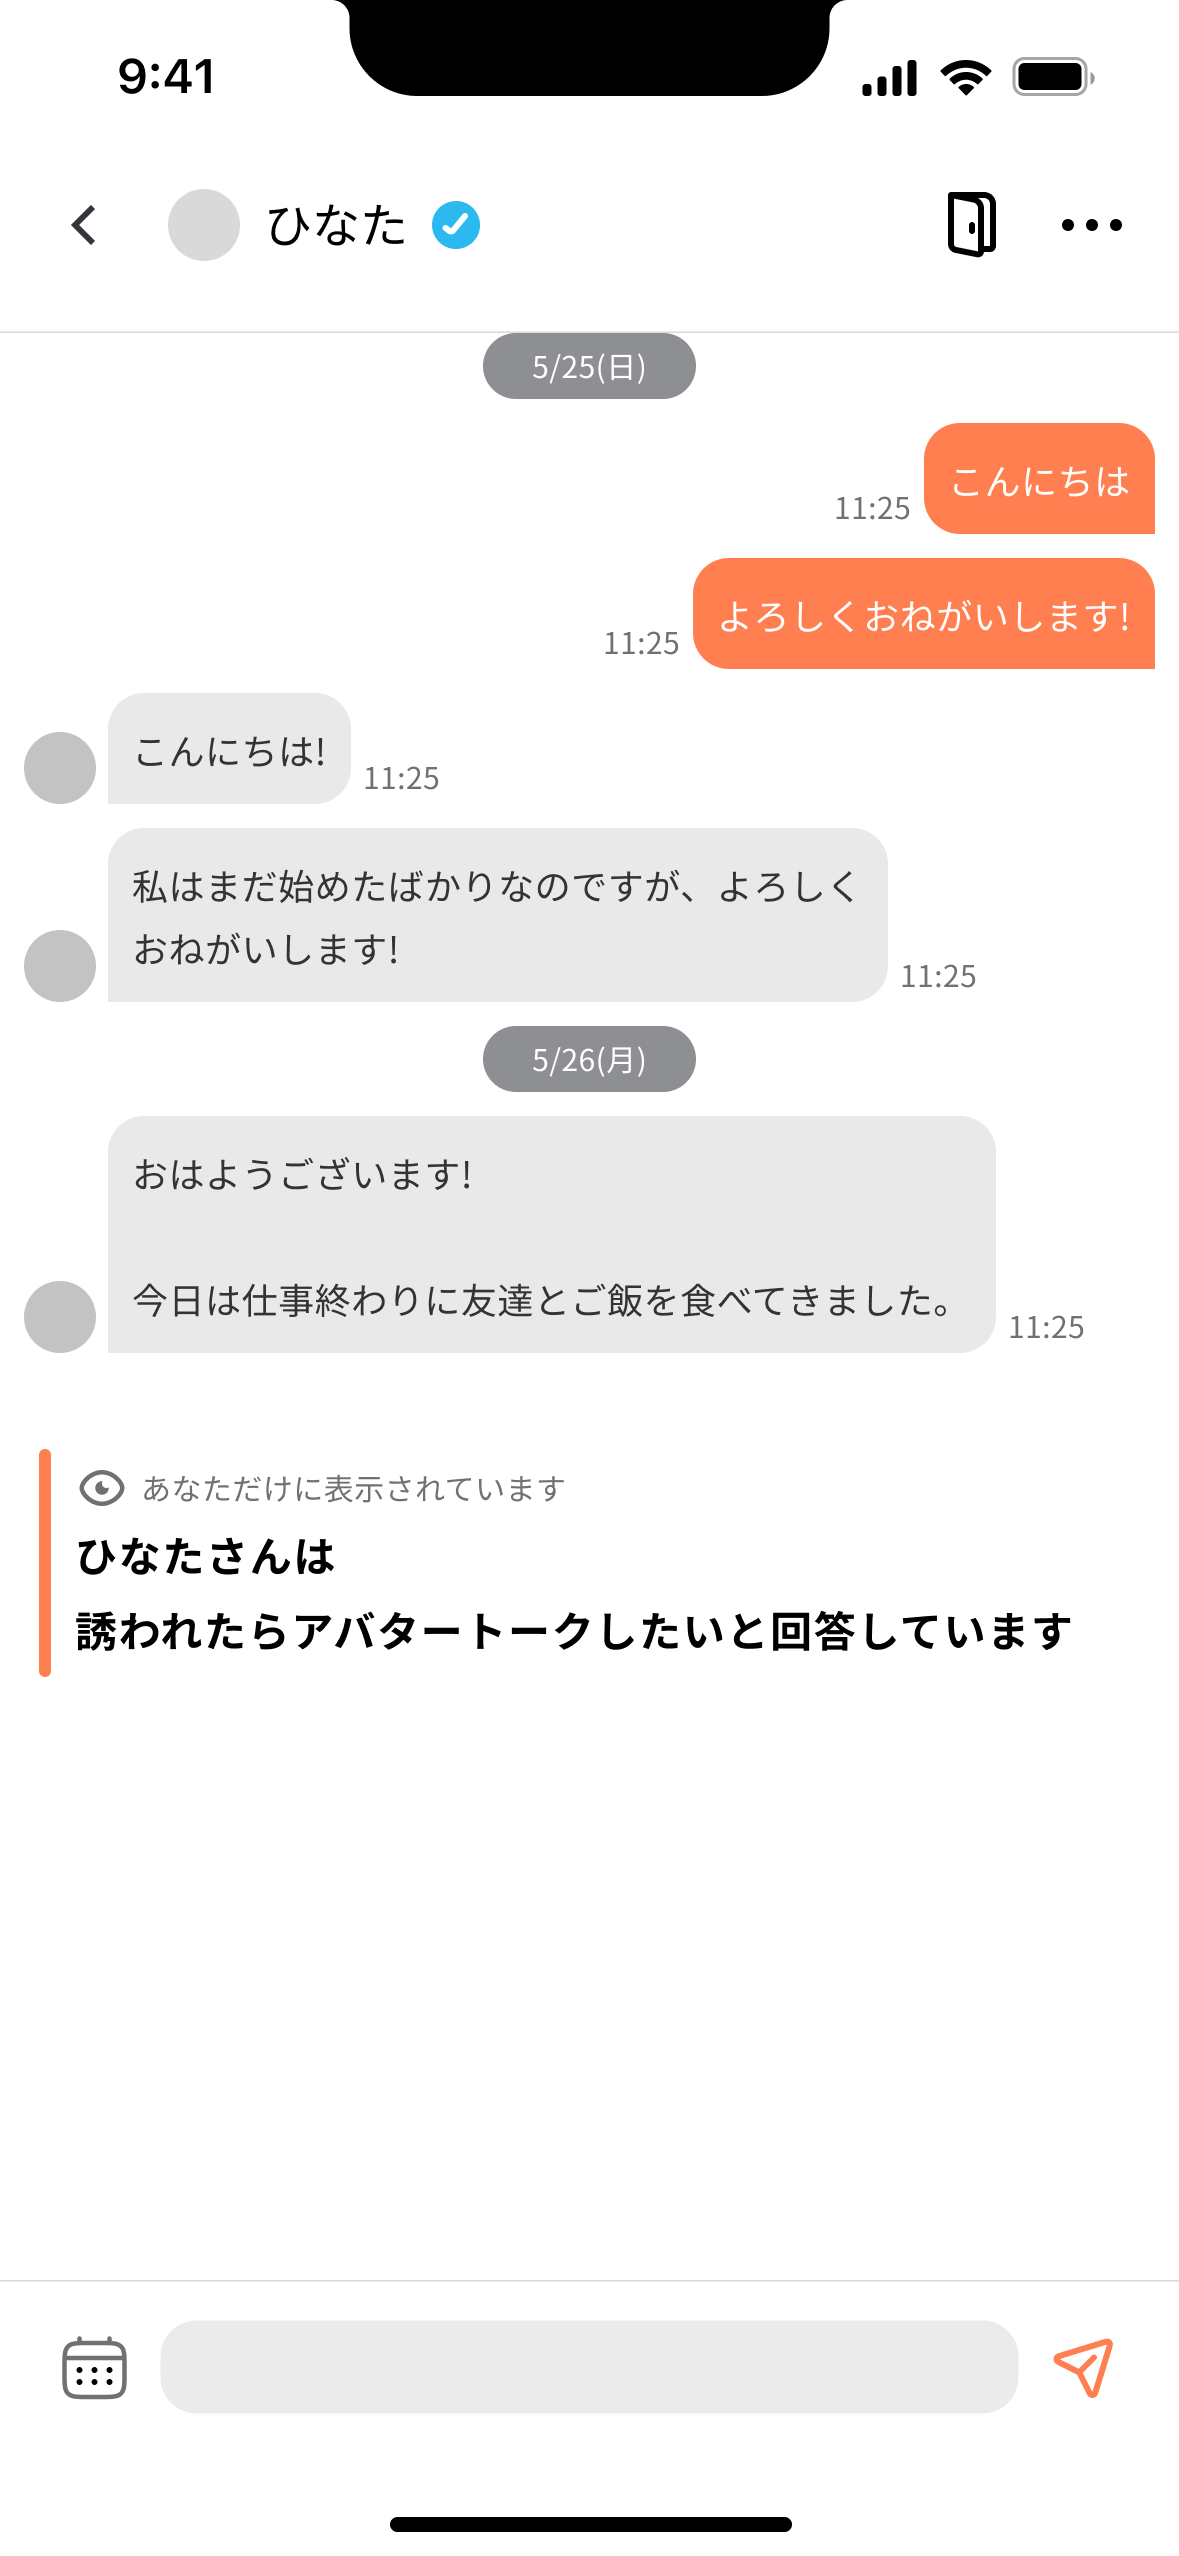 9:41
ひなた
5/25(日)
こんにちは
11:25
よろしくおねがいします!
11:25
こんにちは!
11:25
私はまだ始めたばかりなのですが、よろしく
おねがいします!
11:25
5/26(月)
おはようございます!
今日は仕事終わりに友達とご飯を食べてきました。
11:25
あなただけに表示されています
ひなたさんは
誘われたらアバタートークしたいと回答しています